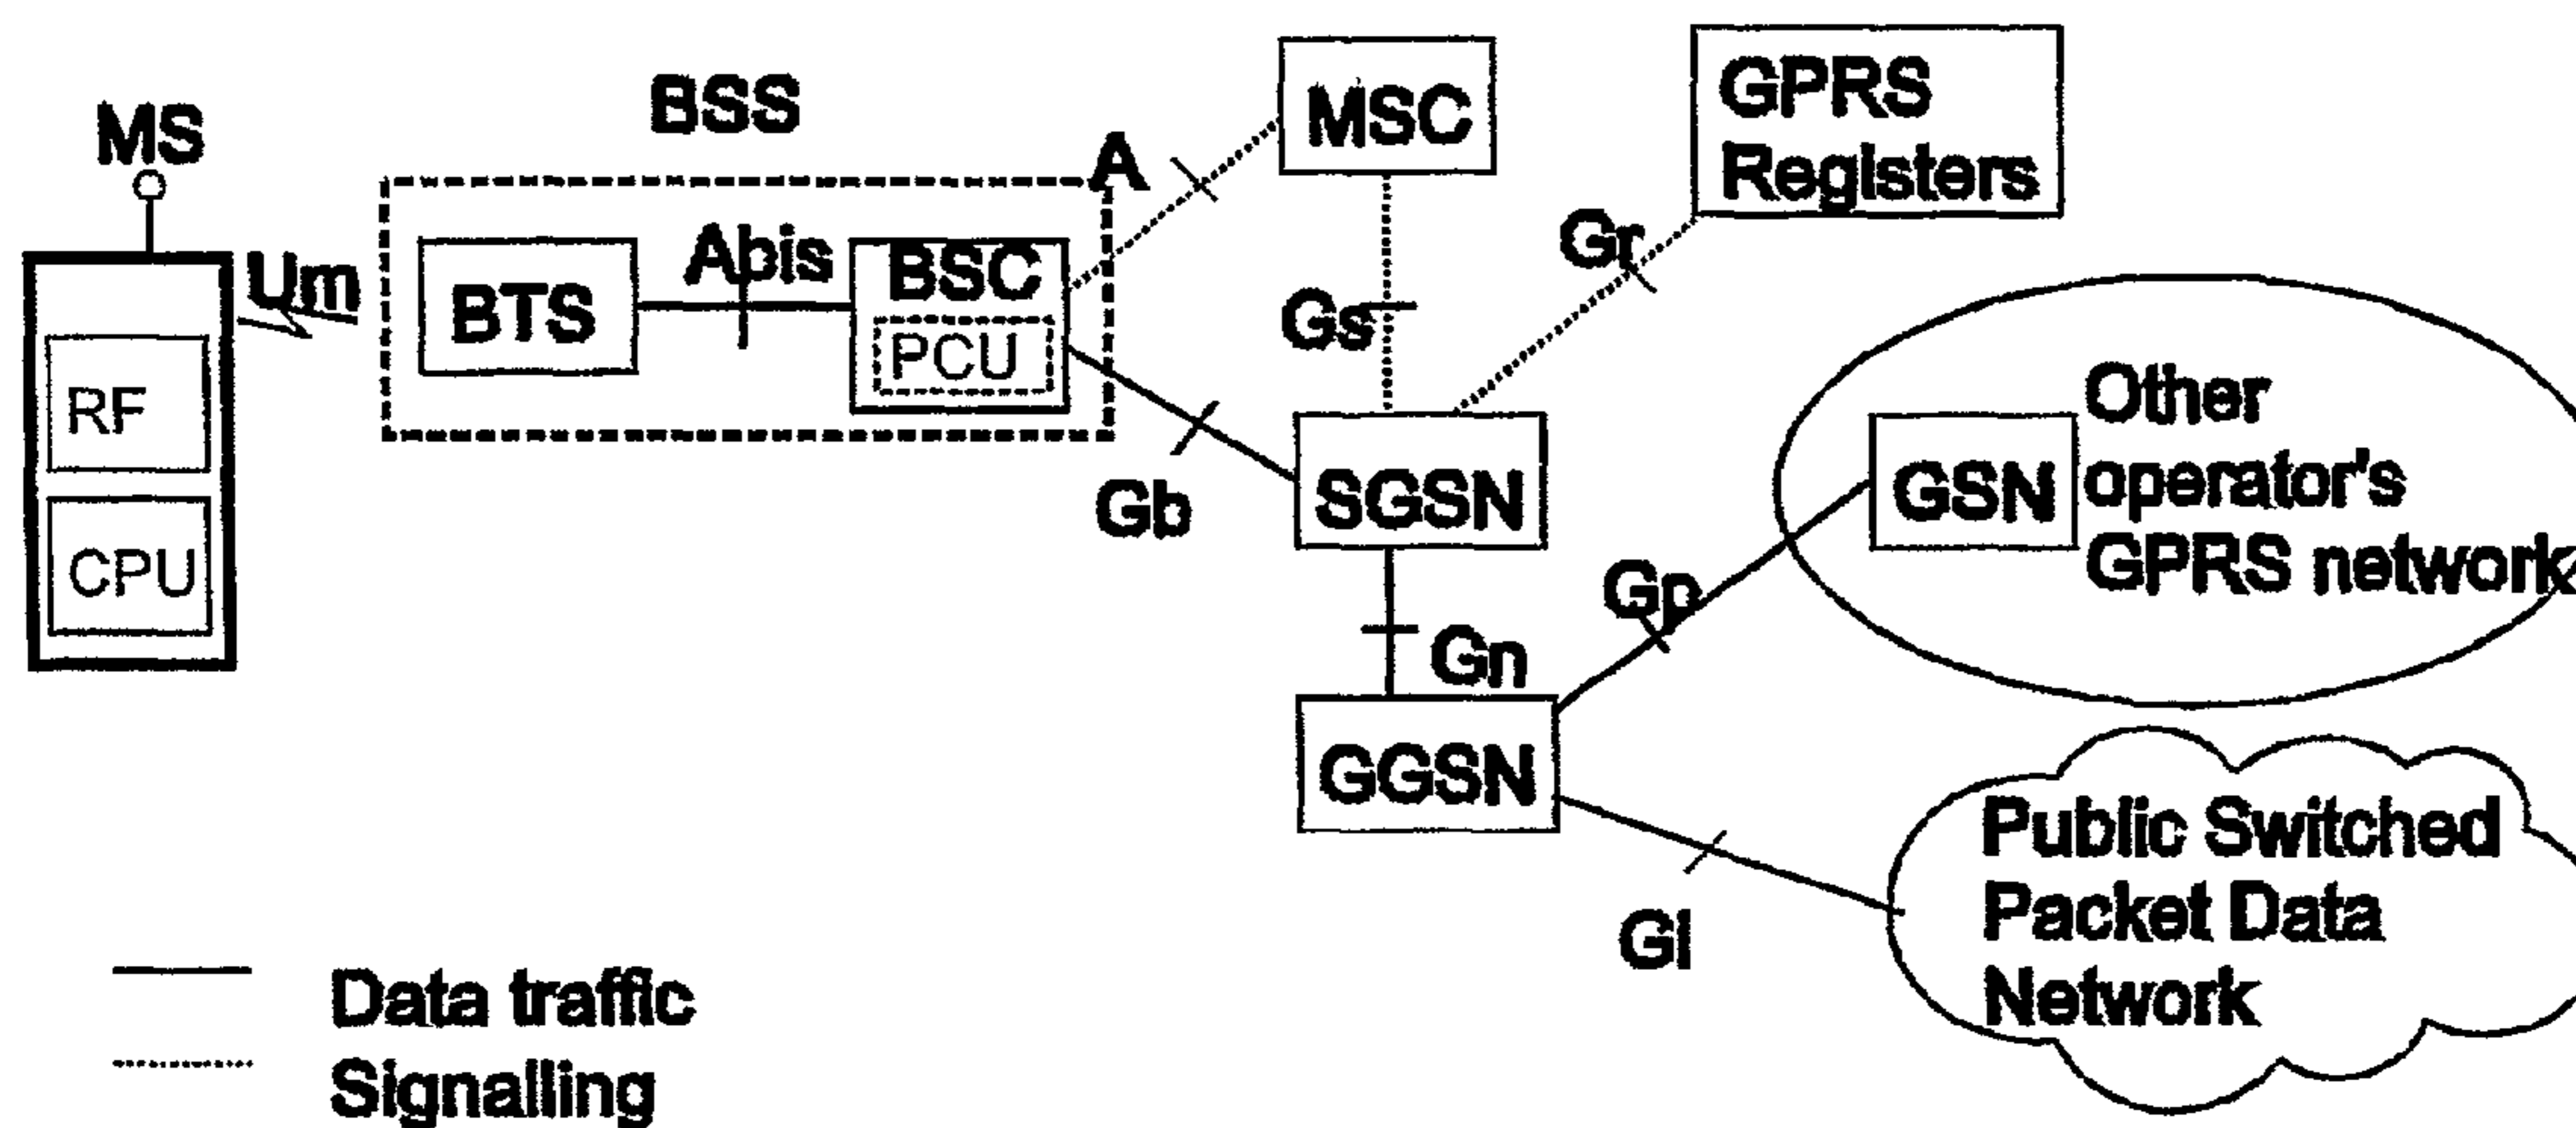 MS
BSS
MSC
GPRS
Registers
A
Um
Abis
BTS
BSC
PCU
Gr
Gs
RF
CPU
Gb
SGSN
GSN
Other
operator's
GPRS network
Gp
Gn
GGSN
Gi
Public Switched
Packet Data
Network
Data traffic
Signalling